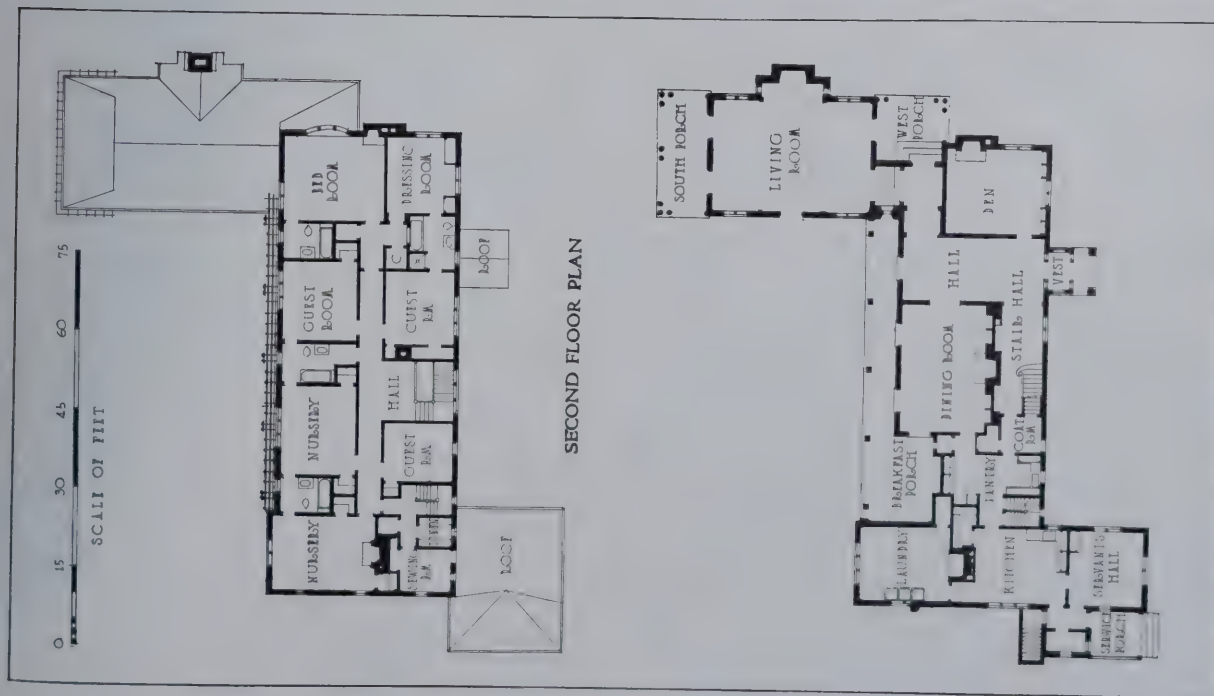 SCALE OF FEET
0 15 30 45 60 75
NURSERY
NURSERY
GUEST
ROOM
BED
ROOM
SEWING
RM
GUEST
RM
HALL
GUEST
RM
C
DRESSING
ROOM
ROOF
ROOF
SECOND FLOOR PLAN
SOUTH PORCH
LIVING
ROOM
WEST
PORCH
BREAKFAST
PORCH
LAUNDRY
DINING ROOM
HALL
DEN
PANTRY
KITCHEN
COAT
RM
STAIR HALL
VEST
SERVANTS
HALL
SERVICE
PORCH